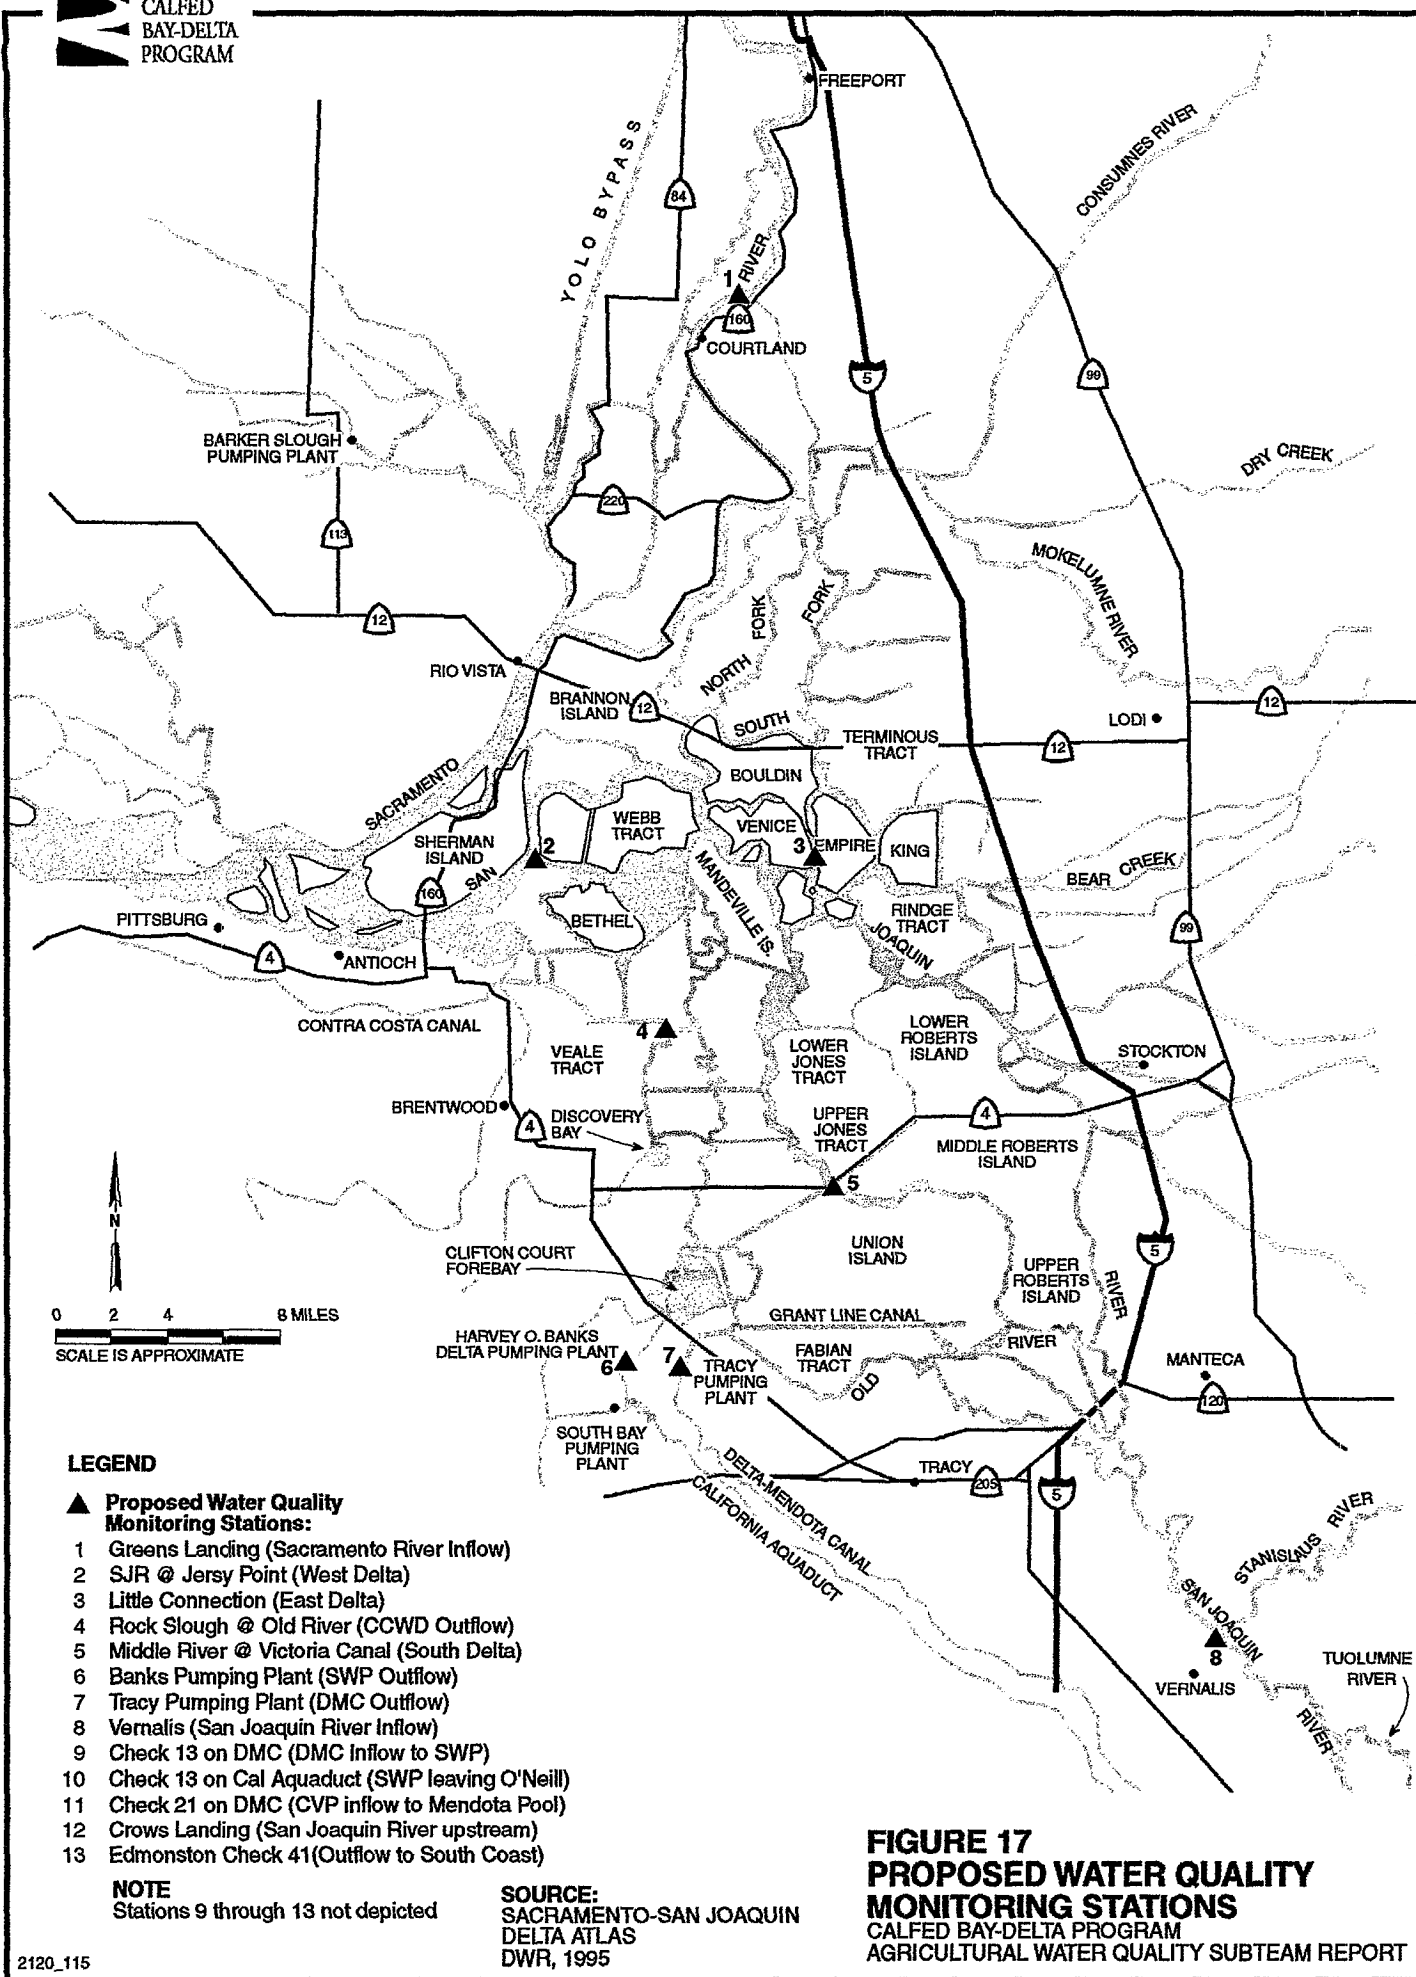 CALFED
BAY-DELTA
PROGRAM
FREEPORT
YOLO BYPASS
CONSUMNES RIVER
84
1
RIVER
160
COURTLAND
5
99
BARKER SLOUGH
PUMPING PLANT
DRY CREEK
220
113
MOKELUMNE RIVER
FORK
FORK
12
RIO VISTA
NORTH
BRANNON
ISLAND
12
SOUTH
LODI
12
TERMINOUS
TRACT
12
BOULDIN
SACRAMENTO
WEBB
TRACT
VENICE
SHERMAN
ISLAND
2
3
EMPIRE
KING
SAN
160
MANDEVILLE IS.
BEAR CREEK
BETHEL
RINDGE
TRACT
JOAQUIN
PITTSBURG
99
4
ANTIOCH
CONTRA COSTA CANAL
4
LOWER
ROBERTS
ISLAND
VEALE
TRACT
LOWER
JONES
TRACT
STOCKTON
BRENTWOOD
4
DISCOVERY
BAY
UPPER
JONES
TRACT
4
MIDDLE ROBERTS
ISLAND
5
N
UNION
ISLAND
5
CLIFTON COURT
FOREBAY
UPPER
ROBERTS
ISLAND
RIVER
0 2 4 8 MILES
SCALE IS APPROXIMATE
GRANT LINE CANAL
HARVEY O. BANKS
DELTA PUMPING PLANT
6
7
TRACY
PUMPING
PLANT
FABIAN
TRACT
OLD
RIVER
MANTECA
120
SOUTH BAY
PUMPING
PLANT
DELTA-MENDOTA CANAL
CALIFORNIA AQUADUCT
TRACY
205
5
STANISLAUS RIVER
SAN JOAQUIN
8
VERNALIS
RIVER
TUOLUMNE
RIVER
LEGEND
Proposed Water Quality
Monitoring Stations:
1 Greens Landing (Sacramento River Inflow)
2 SJR @ Jersy Point (West Delta)
3 Little Connection (East Delta)
4 Rock Slough @ Old River (CCWD Outflow)
5 Middle River @ Victoria Canal (South Delta)
6 Banks Pumping Plant (SWP Outflow)
7 Tracy Pumping Plant (DMC Outflow)
8 Vernalis (San Joaquin River Inflow)
9 Check 13 on DMC (DMC Inflow to SWP)
10 Check 13 on Cal Aquaduct (SWP leaving O'Neill)
11 Check 21 on DMC (CVP inflow to Mendota Pool)
12 Crows Landing (San Joaquin River upstream)
13 Edmonston Check 41(Outflow to South Coast)
NOTE
Stations 9 through 13 not depicted
SOURCE:
SACRAMENTO-SAN JOAQUIN
DELTA ATLAS
DWR, 1995
FIGURE 17
PROPOSED WATER QUALITY
MONITORING STATIONS
CALFED BAY-DELTA PROGRAM
AGRICULTURAL WATER QUALITY SUBTEAM REPORT
2120_115